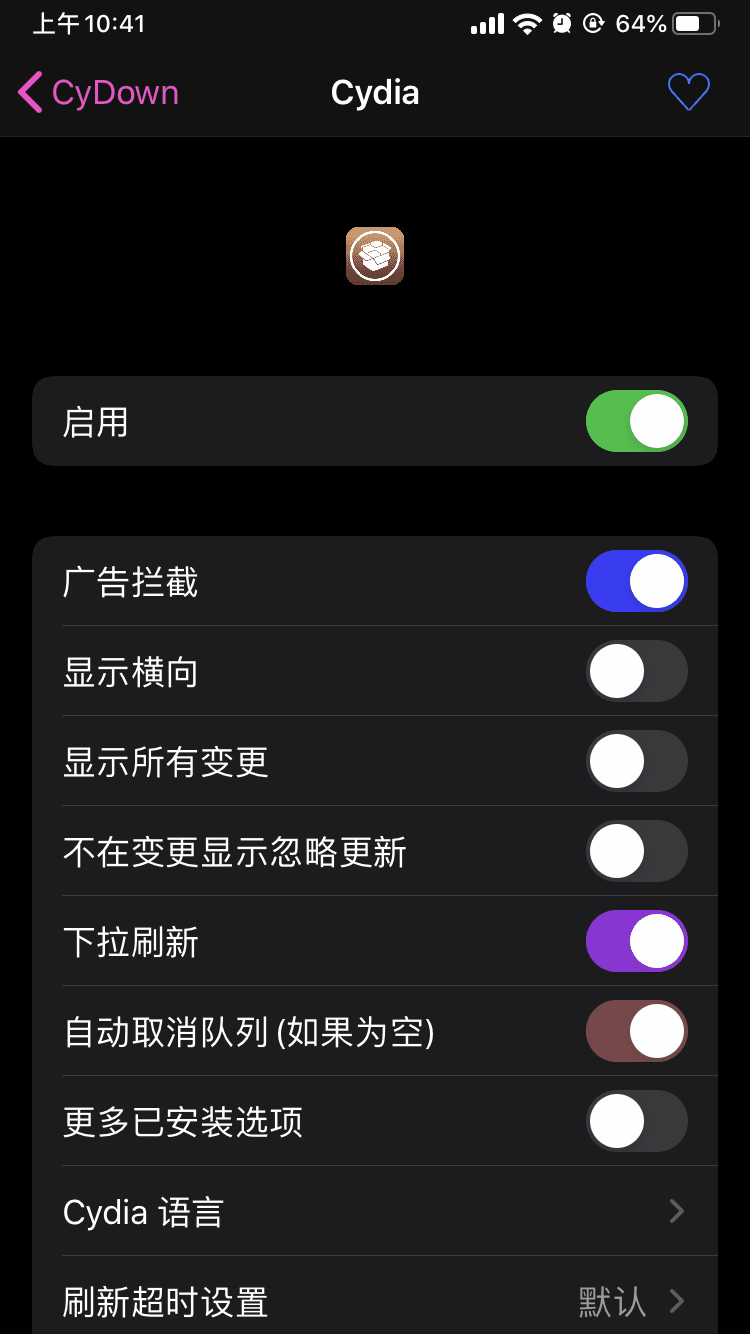 上午10:41
64%
CyDown
Cydia
启用
广告拦截
显示横向
显示所有变更
不在变更显示忽略更新
下拉刷新
自动取消队列 (如果为空)
更多已安装选项
Cydia 语言
刷新超时设置 默认